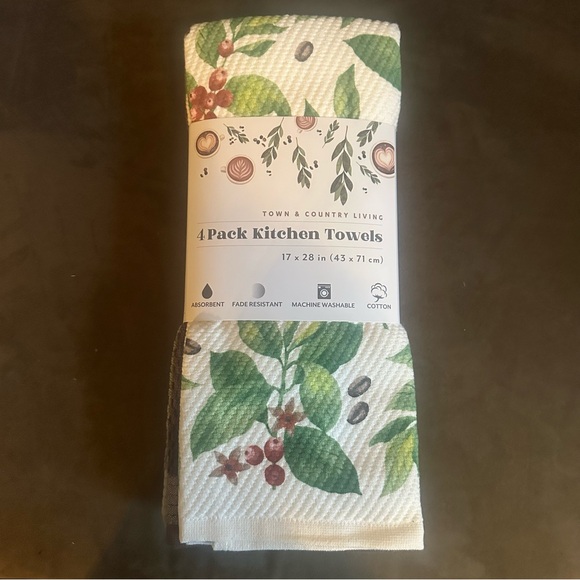 TOWN & COUNTRY LIVING
4 Pack Kitchen Towels
17 x 28 in (43 x 71 cm)
ABSORBENT FADE RESISTANT MACHINE WASHABLE COTTON